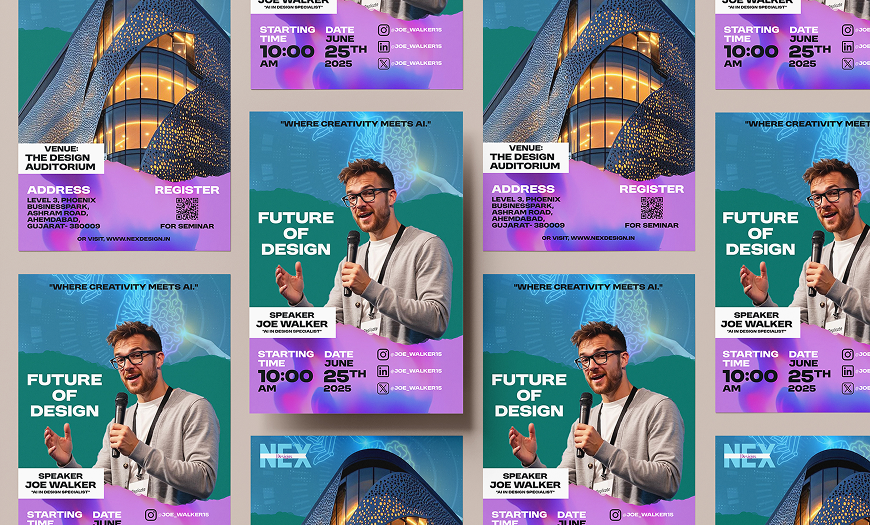 VENUE:
THE DESIGN
AUDITORIUM
ADDRESS
LEVEL 3, PHOENIX
BUSINESSPARK,
ASHRAM ROAD,
AHEMDABAD,
GUJARAT- 380009
REGISTER
FOR SEMINAR
OR VISIT, WWW.NEXDESIGN.IN
"WHERE CREATIVITY MEETS AI."
FUTURE
OF
DESIGN
SPEAKER
JOE WALKER
"AI IN DESIGN SPECIALIST"
STARTING
TIME
DATE
JUNE
@JOE_WALKER15
JOE WALKER
"AI IN DESIGN SPECIALIST"
STARTING
TIME
10:00
AM
DATE
JUNE
25TH
2025
@JOE_WALKER15
@JOE_WALKER15
@JOE_WALKER15
"WHERE CREATIVITY MEETS AI."
FUTURE
OF
DESIGN
SPEAKER
JOE WALKER
"AI IN DESIGN SPECIALIST"
STARTING
TIME
10:00
AM
DATE
JUNE
25TH
2025
@JOE_WALKER15
@JOE_WALKER15
@JOE_WALKER15
NEX
VENUE:
THE DESIGN
AUDITORIUM
ADDRESS
LEVEL 3, PHOENIX
BUSINESSPARK,
ASHRAM ROAD,
AHEMDABAD,
GUJARAT- 380009
REGISTER
FOR SEMINAR
OR VISIT, WWW.NEXDESIGN.IN
"WHERE CREATIVITY MEETS AI."
FUTURE
OF
DESIGN
SPEAKER
JOE WALKER
"AI IN DESIGN SPECIALIST"
STARTING
TIME
DATE
JUNE
@JOE_WALKER15
JOE WALKER
"AI IN DESIGN SPECIALIST"
STARTING
TIME
10:00
AM
DATE
JUNE
25TH
2025
"WHERE CREATIVITY MEETS
FUTURE
OF
DESIGN
SPEAKER
JOE WALKER
"AI IN DESIGN SPECIALIST"
STARTING
TIME
10:00
AM
DATE
JUNE
25TH
2025
NEX